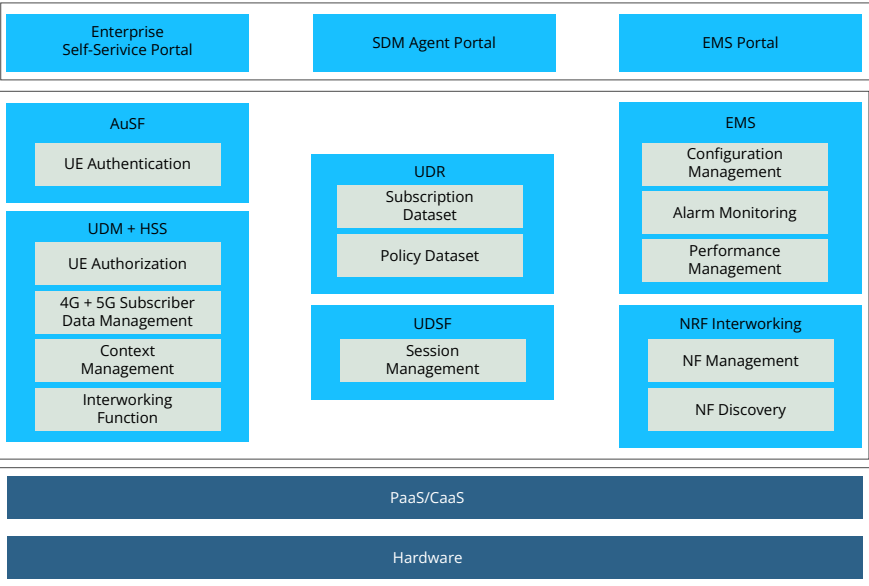 Enterprise
Self-Serivice Portal
SDM Agent Portal
EMS Portal
AuSF
UE Authentication
UDM + HSS
UE Authorization
4G + 5G Subscriber
Data Management
Context
Management
Interworking
Function
UDR
Subscription
Dataset
Policy Dataset
UDSF
Session
Management
EMS
Configuration
Management
Alarm Monitoring
Performance
Management
NRF Interworking
NF Management
NF Discovery
PaaS/CaaS
Hardware